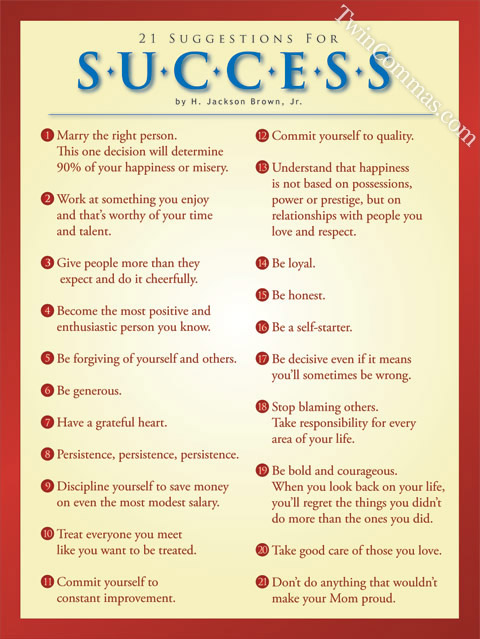 21 SUGGESTIONS FOR
S·U·C·C·E·S·S
by H. Jackson Brown, Jr.
TwinCommas.com
1 Marry the right person.
This one decision will determine
90% of your happiness or misery.
2 Work at something you enjoy
and that's worthy of your time
and talent.
3 Give people more than they
expect and do it cheerfully.
4 Become the most positive and
enthusiastic person you know.
5 Be forgiving of yourself and others.
6 Be generous.
7 Have a grateful heart.
8 Persistence, persistence, persistence.
9 Discipline yourself to save money
on even the most modest salary.
10 Treat everyone you meet
like you want to be treated.
11 Commit yourself to
constant improvement.
12 Commit yourself to quality.
13 Understand that happiness
is not based on possessions,
power or prestige, but on
relationships with people you
love and respect.
14 Be loyal.
15 Be honest.
16 Be a self-starter.
17 Be decisive even if it means
you'll sometimes be wrong.
18 Stop blaming others.
Take responsibility for every
area of your life.
19 Be bold and courageous.
When you look back on your life,
you'll regret the things you didn't
do more than the ones you did.
20 Take good care of those you love.
21 Don't do anything that wouldn't
make your Mom proud.